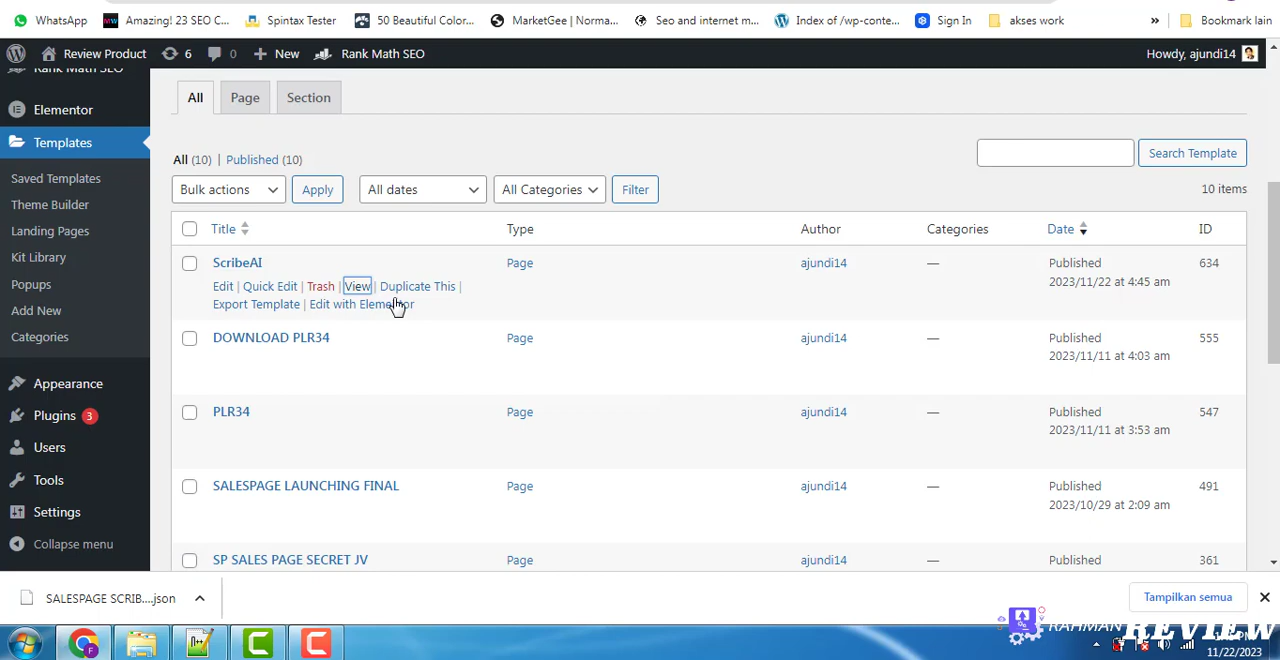 WhatsApp Amazing! 23 SEO C... Spintax Tester 50 Beautiful Color... MarketGee | Norma... Seo and internet m... Index of /wp-conte... Sign In akses work » Bookmark lain
Review Product 6 0 New Rank Math SEO Howdy, ajundi14
Rank Math SEO
Elementor
Templates
Saved Templates
Theme Builder
Landing Pages
Kit Library
Popups
Add New
Categories
Appearance
Plugins 3
Users
Tools
Settings
Collapse menu
All Page Section
All (10) | Published (10)
Search Template
Bulk actions Apply All dates All Categories Filter 10 items
Title Type Author Categories Date ID
ScribeAI Page ajundi14 — Published 634
2023/11/22 at 4:45 am
Edit | Quick Edit | Trash | View | Duplicate This |
Export Template | Edit with Elementor
DOWNLOAD PLR34 Page ajundi14 — Published 555
2023/11/11 at 4:03 am
PLR34 Page ajundi14 — Published 547
2023/11/11 at 3:53 am
SALESPAGE LAUNCHING FINAL Page ajundi14 — Published 491
2023/10/29 at 2:09 am
SP SALES PAGE SECRET JV Page ajundi14 — Published 361
SALESPAGE SCRIB....json Tampilkan semua
RAHMAN REVIEW
11/22/2023